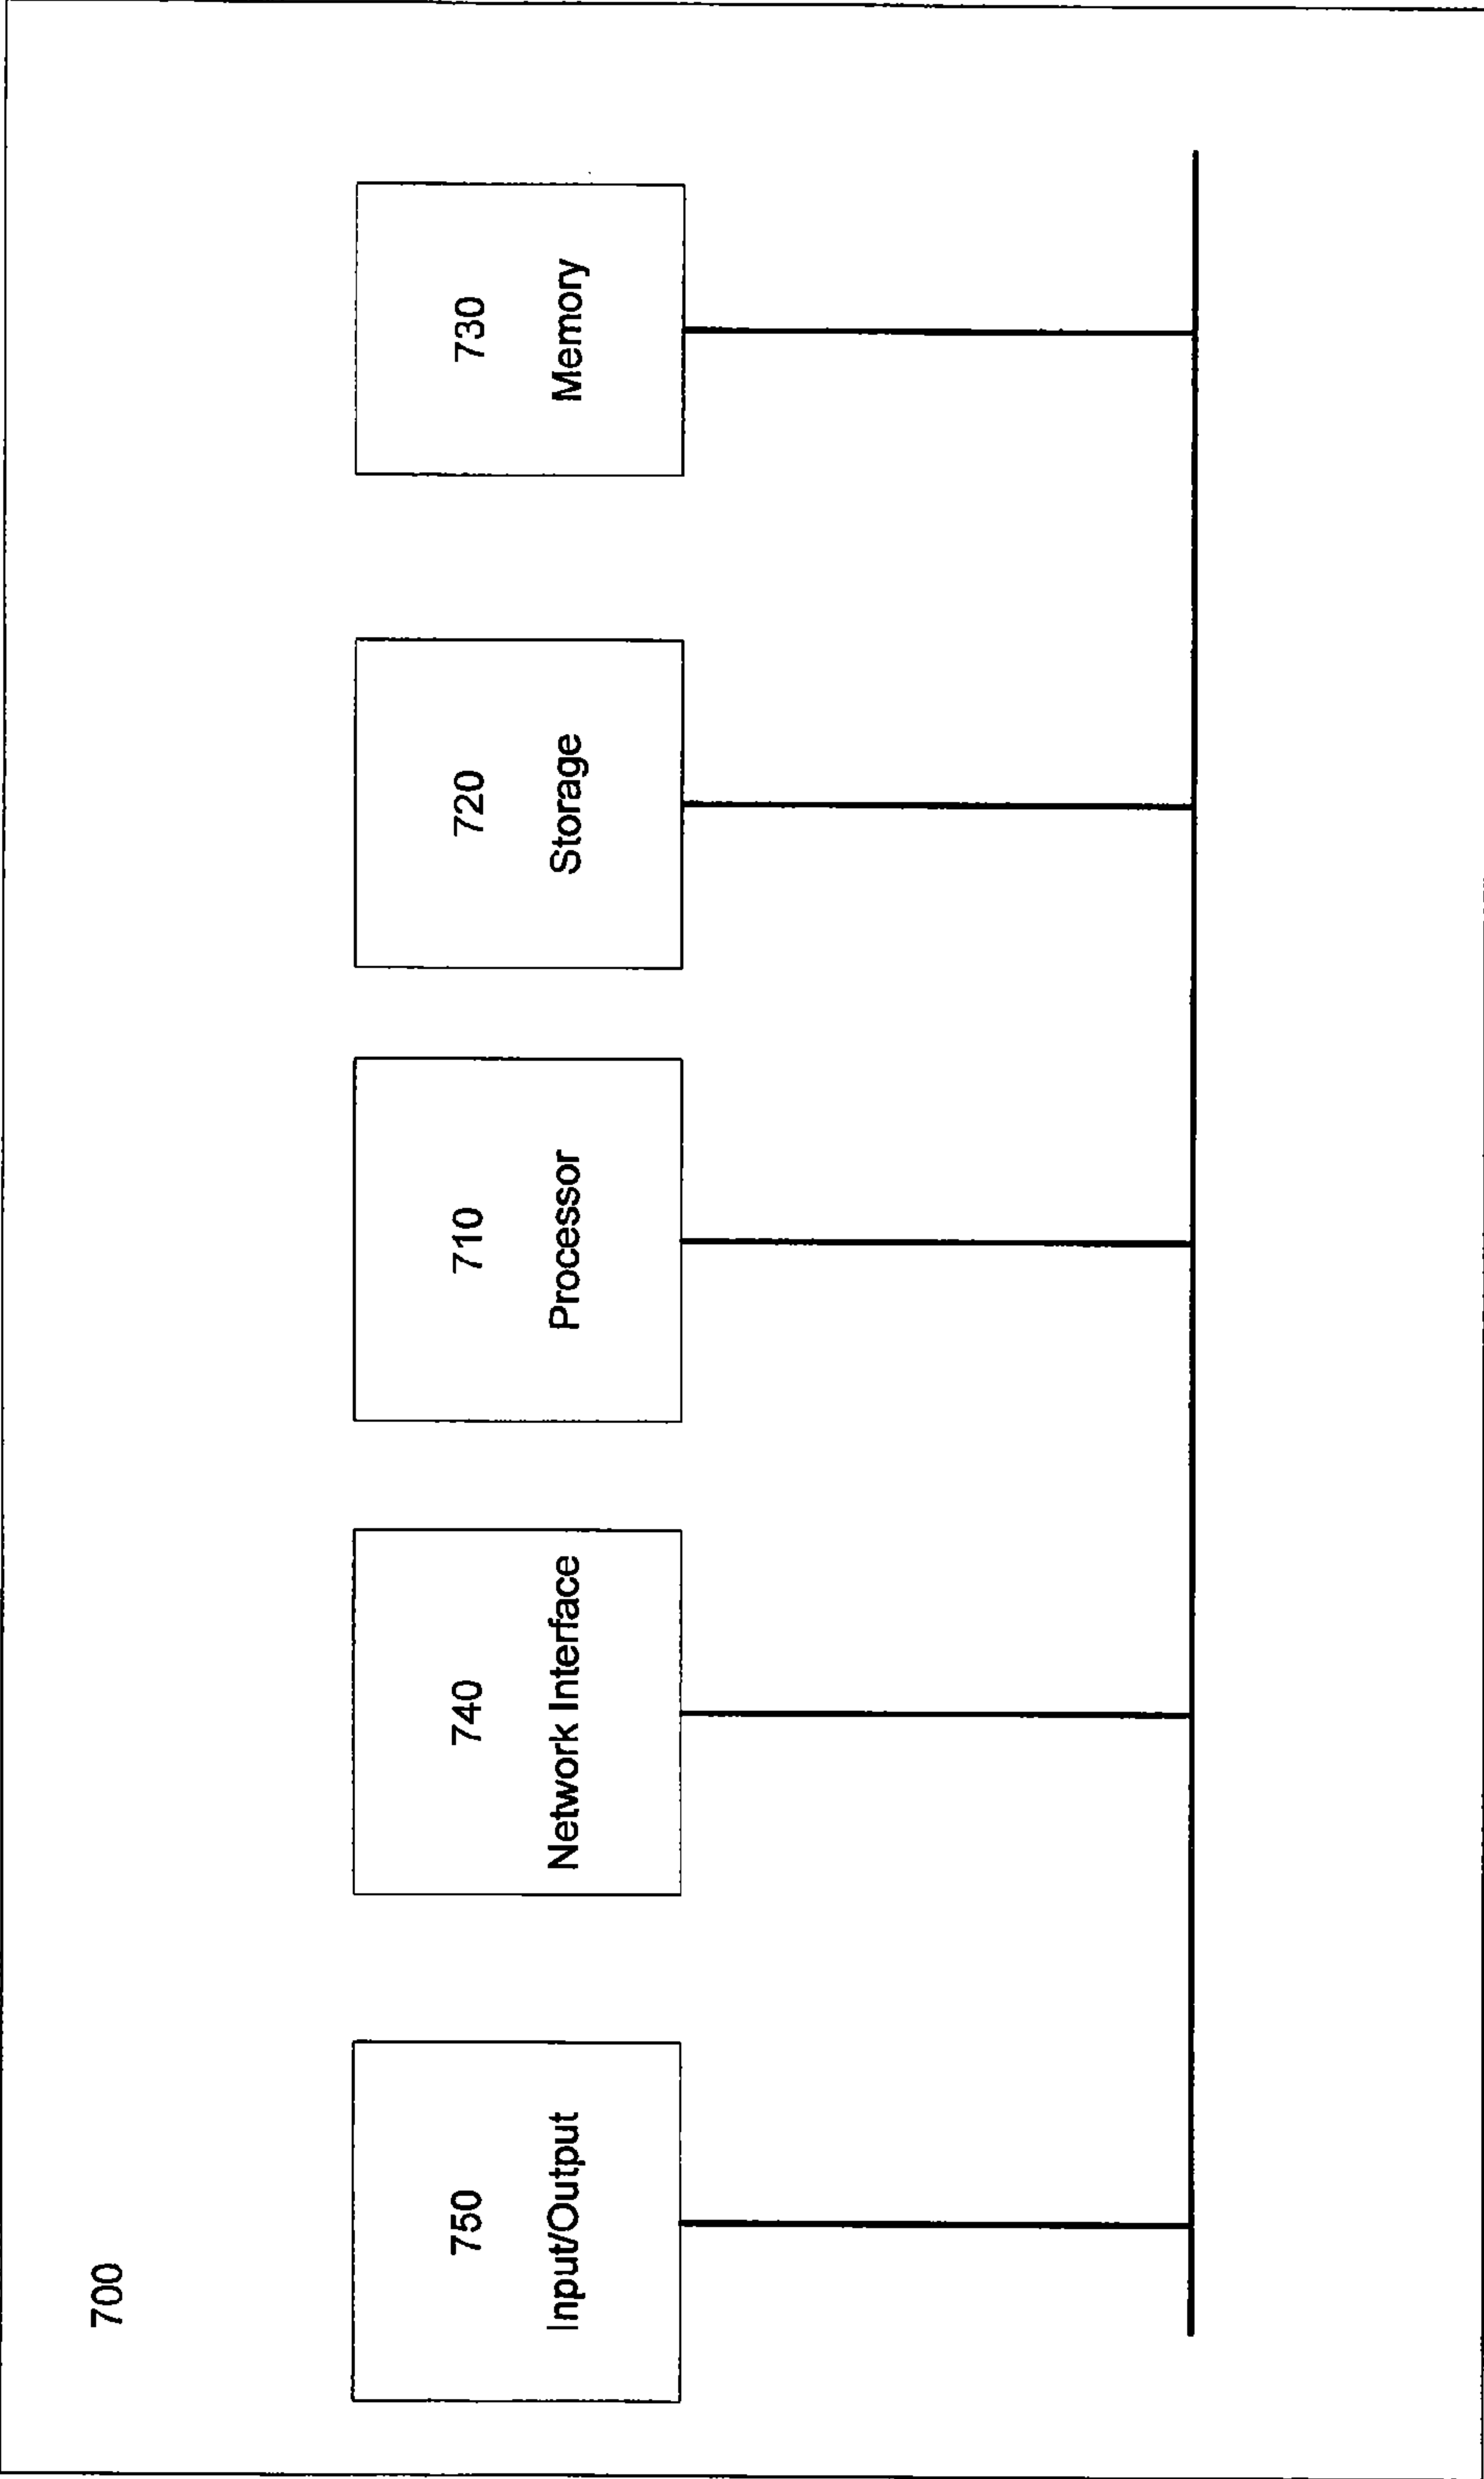 700
750
Input/Output
740
Network Interface
710
Processor
720
Storage
730
Memory